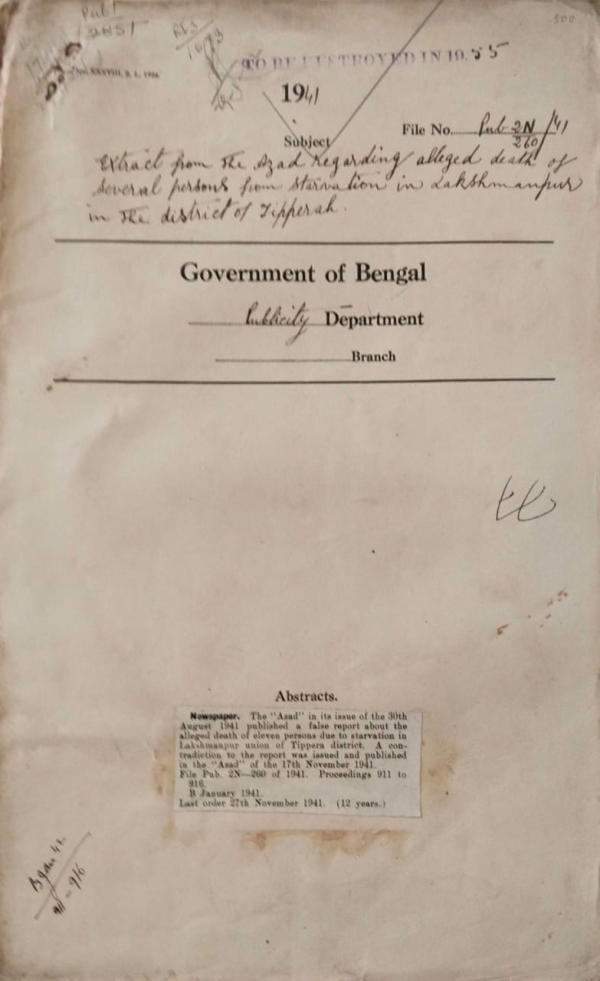 Pub1
2851
TO BE DESTROYED IN 19 55
1941
File No. Pub 2N/260/41
Subject
Extract from the Azad Regarding alleged death of
several persons from starvation in Lakshmanpur
in the district of Tipperah.
Government of Bengal
Publicity Department
Branch
Abstracts.
Newspaper. The "Azad" in its issue of the 30th
August 1941 published a false report about the
alleged death of eleven persons due to starvation in
Lakshmanpur union of Tippera district. A con-
tradiction to the report was issued and published
in the "Azad" of the 17th November 1941.
File Pub. 2N—260 of 1941. Proceedings 911 to
916.
B January 1941.
Last order 27th November 1941. (12 years.)